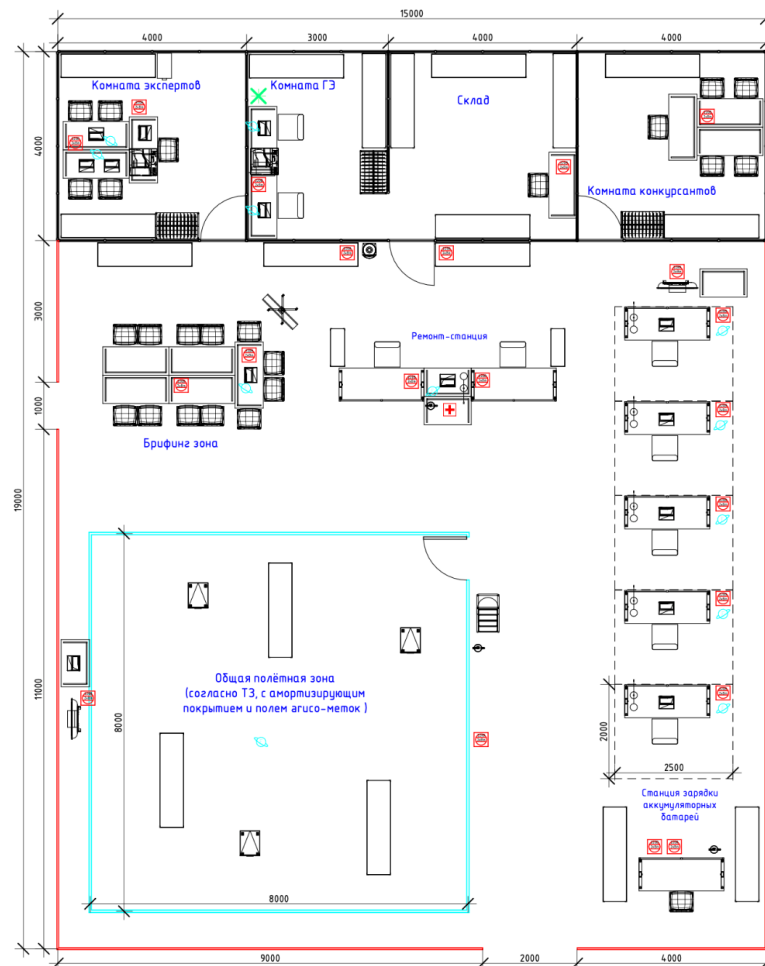 15000
4000
3000
4000
4000
Комната экспертов
Комната ГЭ
Склад
Комната конкурсантов
4000
3000
1000
19000
11000
Ремонт-станция
Брифинг зона
Общая полётная зона
(согласно ТЗ, с амортизирующим
покрытием и полем aruco-меток )
8000
8000
2000
2500
Станция зарядки
аккумуляторных
батарей
9000
2000
4000